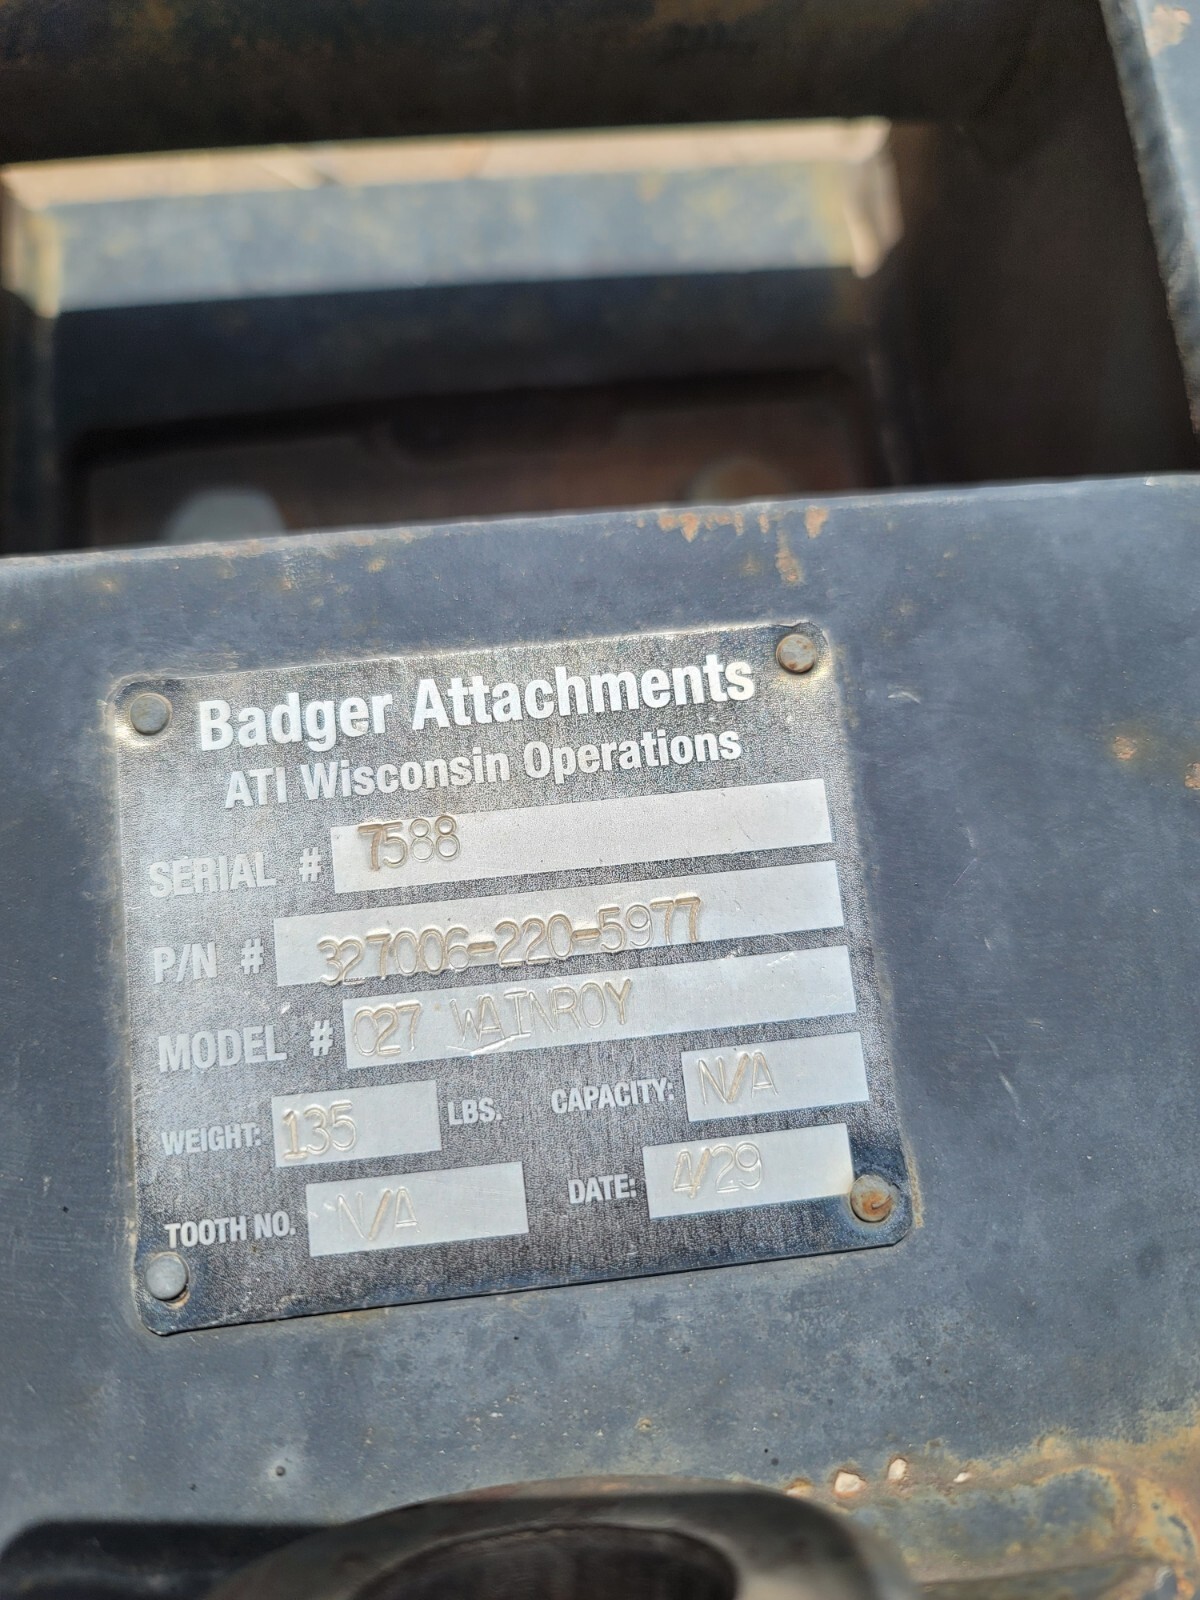 Badger Attachments
ATI Wisconsin Operations
SERIAL # 7588
P/N # 327006-220-5977
MODEL # 027 WAINROY
WEIGHT: 135 LBS. CAPACITY: N/A
TOOTH NO. N/A DATE: 4/29